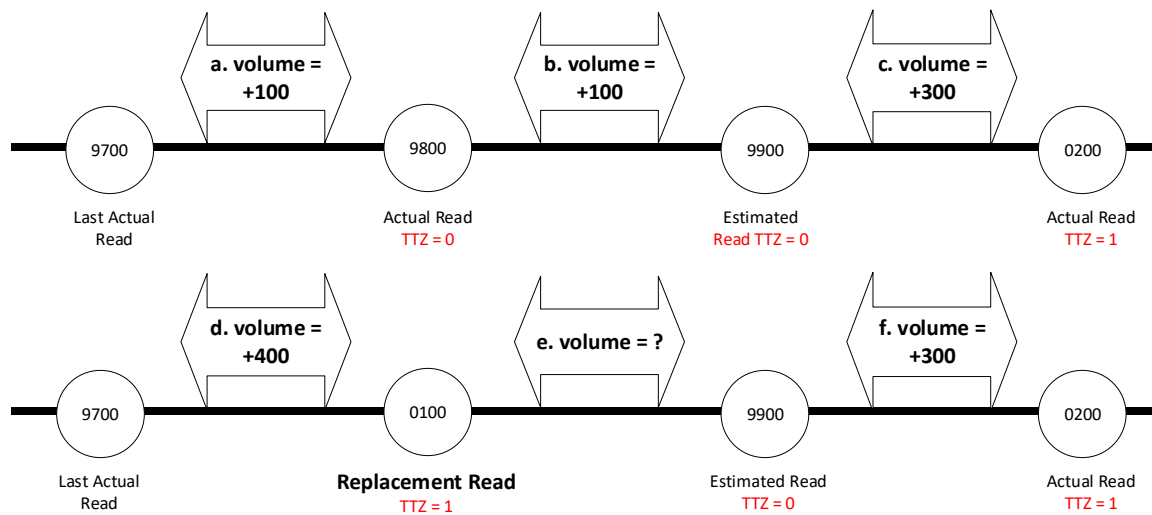 a. volume =
+100
b. volume =
+100
c. volume =
+300
9700
9800
9900
0200
Last Actual
Read
Actual Read
TTZ = 0
Estimated
Read TTZ = 0
Actual Read
TTZ = 1
d. volume =
+400
e. volume = ?
f. volume =
+300
9700
0100
9900
0200
Last Actual
Read
Replacement Read
TTZ = 1
Estimated Read
TTZ = 0
Actual Read
TTZ = 1